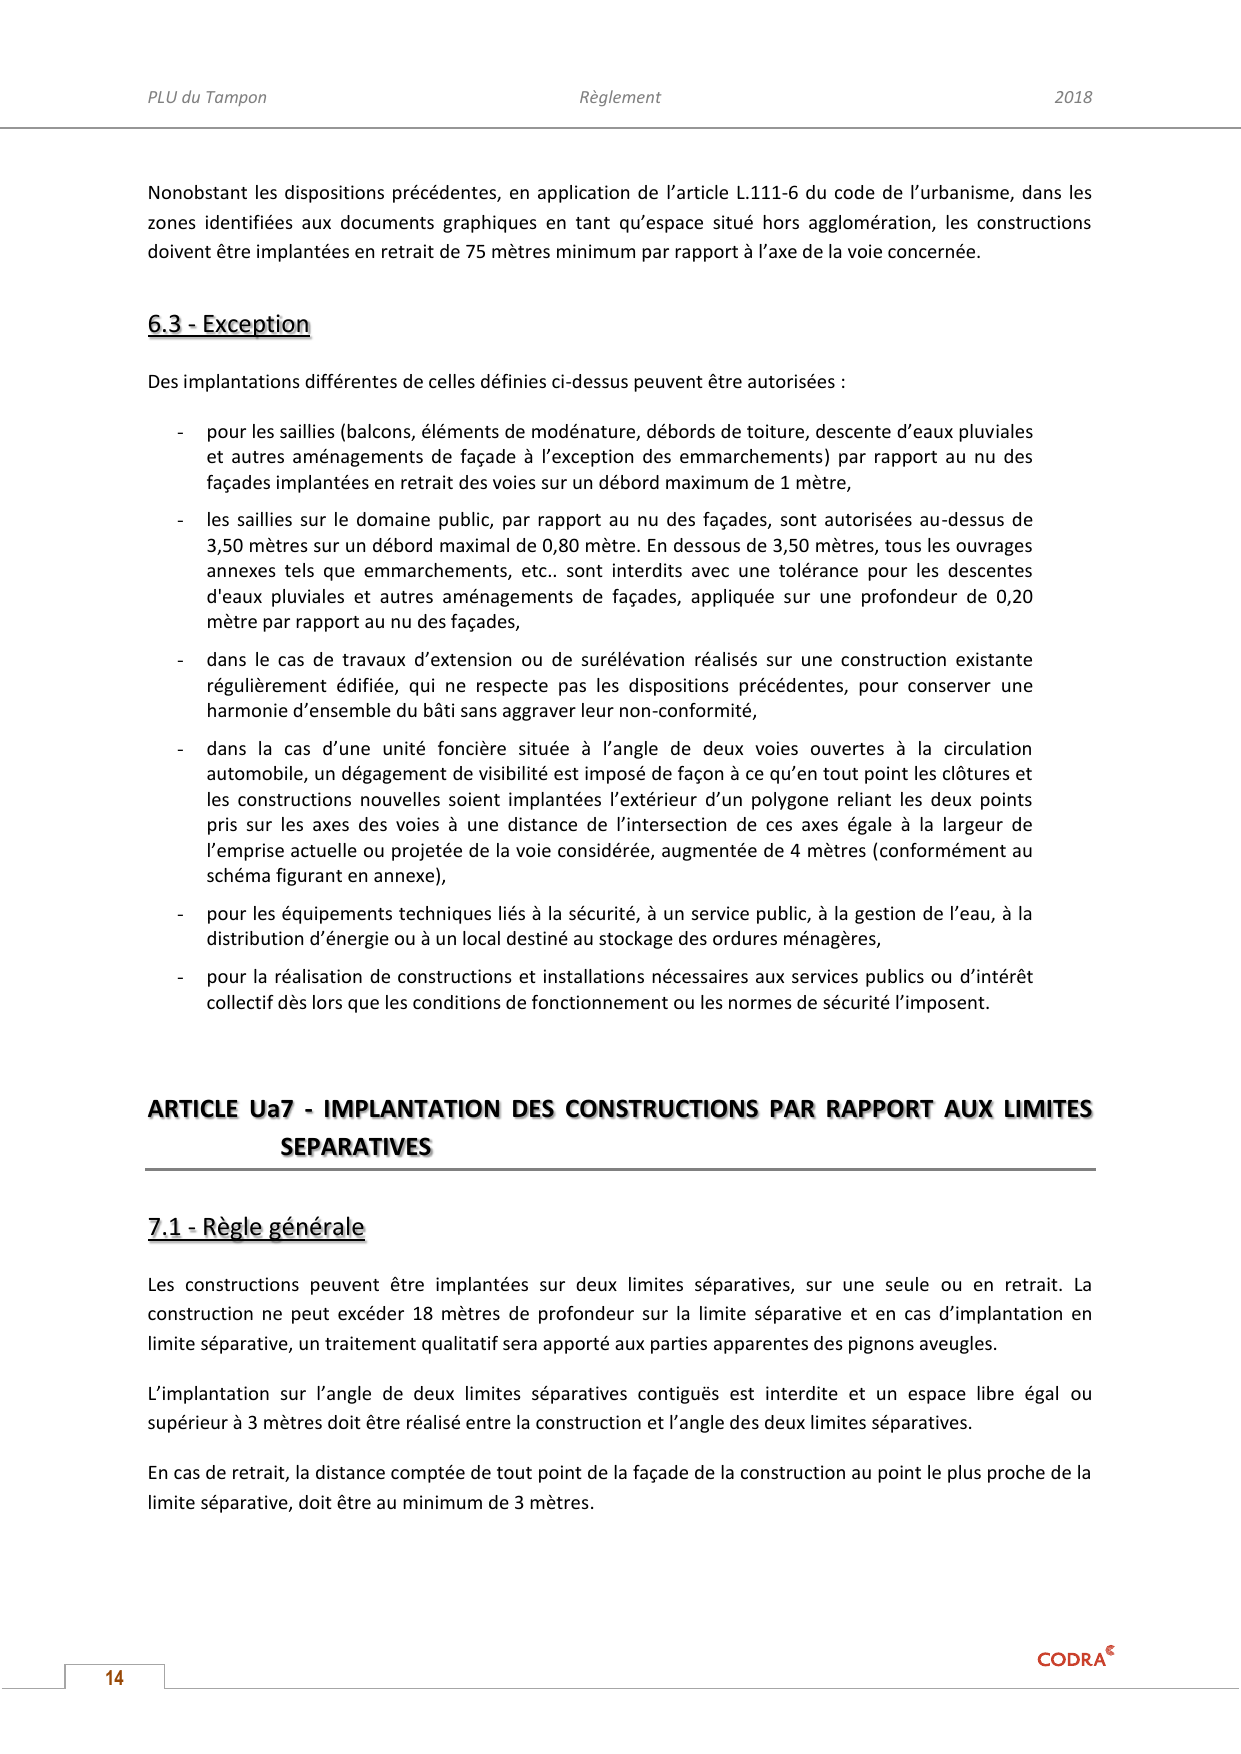 PLU du Tampon Règlement 2018
Nonobstant les dispositions précédentes, en application de l’article L.111-6 du code de l’urbanisme, dans les
zones identifiées aux documents graphiques en tant qu’espace situé hors agglomération, les constructions
doivent être implantées en retrait de 75 mètres minimum par rapport à l’axe de la voie concernée.
6.3 - Exception
Des implantations différentes de celles définies ci-dessus peuvent être autorisées :
- pour les saillies (balcons, éléments de modénature, débords de toiture, descente d’eaux pluviales
et autres aménagements de façade à l’exception des emmarchements) par rapport au nu des
façades implantées en retrait des voies sur un débord maximum de 1 mètre,
- les saillies sur le domaine public, par rapport au nu des façades, sont autorisées au-dessus de
3,50 mètres sur un débord maximal de 0,80 mètre. En dessous de 3,50 mètres, tous les ouvrages
annexes tels que emmarchements, etc.. sont interdits avec une tolérance pour les descentes
d'eaux pluviales et autres aménagements de façades, appliquée sur une profondeur de 0,20
mètre par rapport au nu des façades,
- dans le cas de travaux d’extension ou de surélévation réalisés sur une construction existante
régulièrement édifiée, qui ne respecte pas les dispositions précédentes, pour conserver une
harmonie d’ensemble du bâti sans aggraver leur non-conformité,
- dans la cas d’une unité foncière située à l’angle de deux voies ouvertes à la circulation
automobile, un dégagement de visibilité est imposé de façon à ce qu’en tout point les clôtures et
les constructions nouvelles soient implantées l’extérieur d’un polygone reliant les deux points
pris sur les axes des voies à une distance de l’intersection de ces axes égale à la largeur de
l’emprise actuelle ou projetée de la voie considérée, augmentée de 4 mètres (conformément au
schéma figurant en annexe),
- pour les équipements techniques liés à la sécurité, à un service public, à la gestion de l’eau, à la
distribution d’énergie ou à un local destiné au stockage des ordures ménagères,
- pour la réalisation de constructions et installations nécessaires aux services publics ou d’intérêt
collectif dès lors que les conditions de fonctionnement ou les normes de sécurité l’imposent.
ARTICLE Ua7 - IMPLANTATION DES CONSTRUCTIONS PAR RAPPORT AUX LIMITES
SEPARATIVES
7.1 - Règle générale
Les constructions peuvent être implantées sur deux limites séparatives, sur une seule ou en retrait. La
construction ne peut excéder 18 mètres de profondeur sur la limite séparative et en cas d’implantation en
limite séparative, un traitement qualitatif sera apporté aux parties apparentes des pignons aveugles.
L’implantation sur l’angle de deux limites séparatives contiguës est interdite et un espace libre égal ou
supérieur à 3 mètres doit être réalisé entre la construction et l’angle des deux limites séparatives.
En cas de retrait, la distance comptée de tout point de la façade de la construction au point le plus proche de la
limite séparative, doit être au minimum de 3 mètres.
CODRA
14